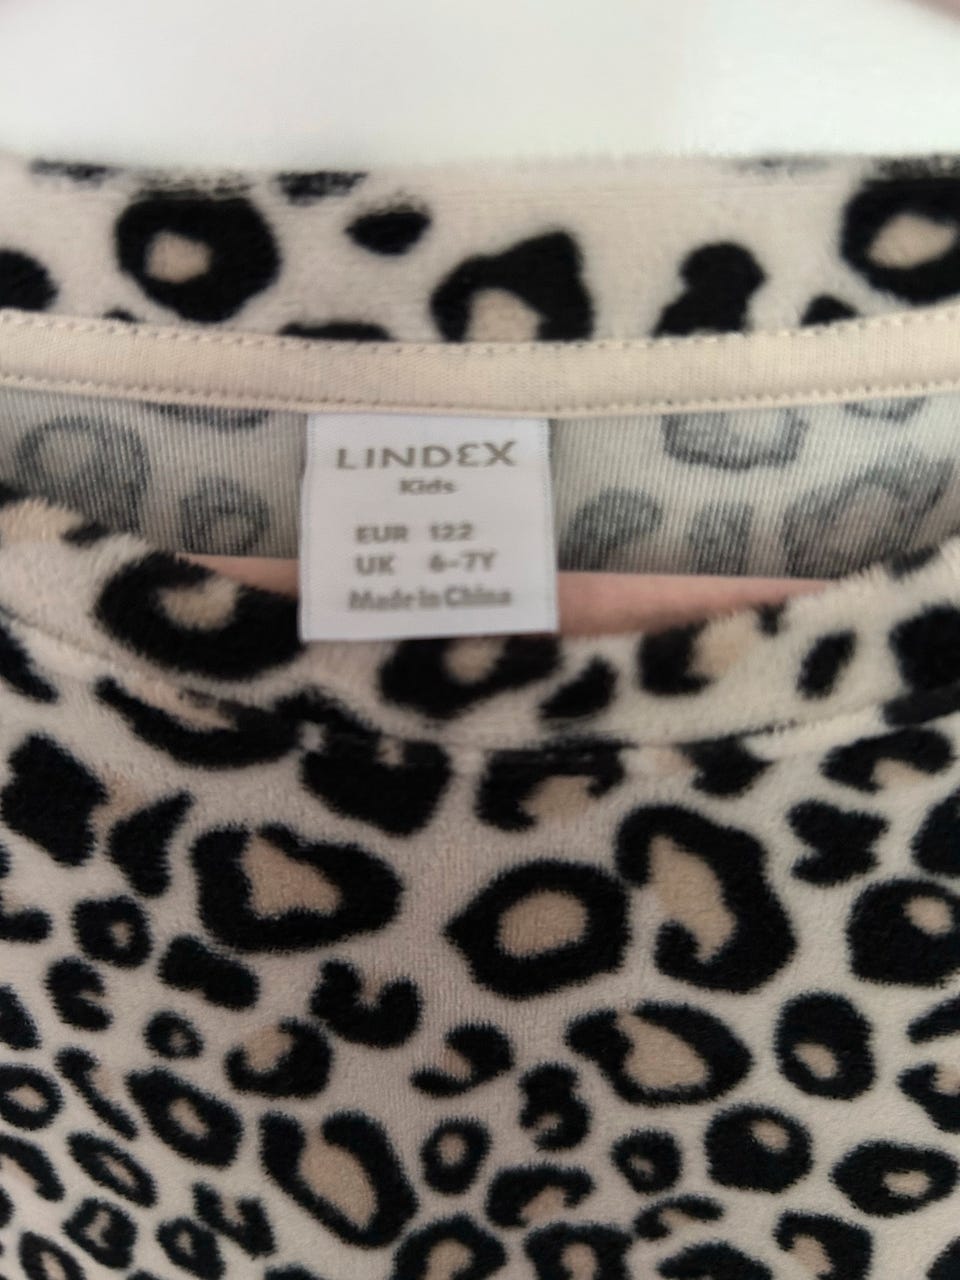 LINDEX
Kids
EUR 122
UK 6-7Y
Made in China